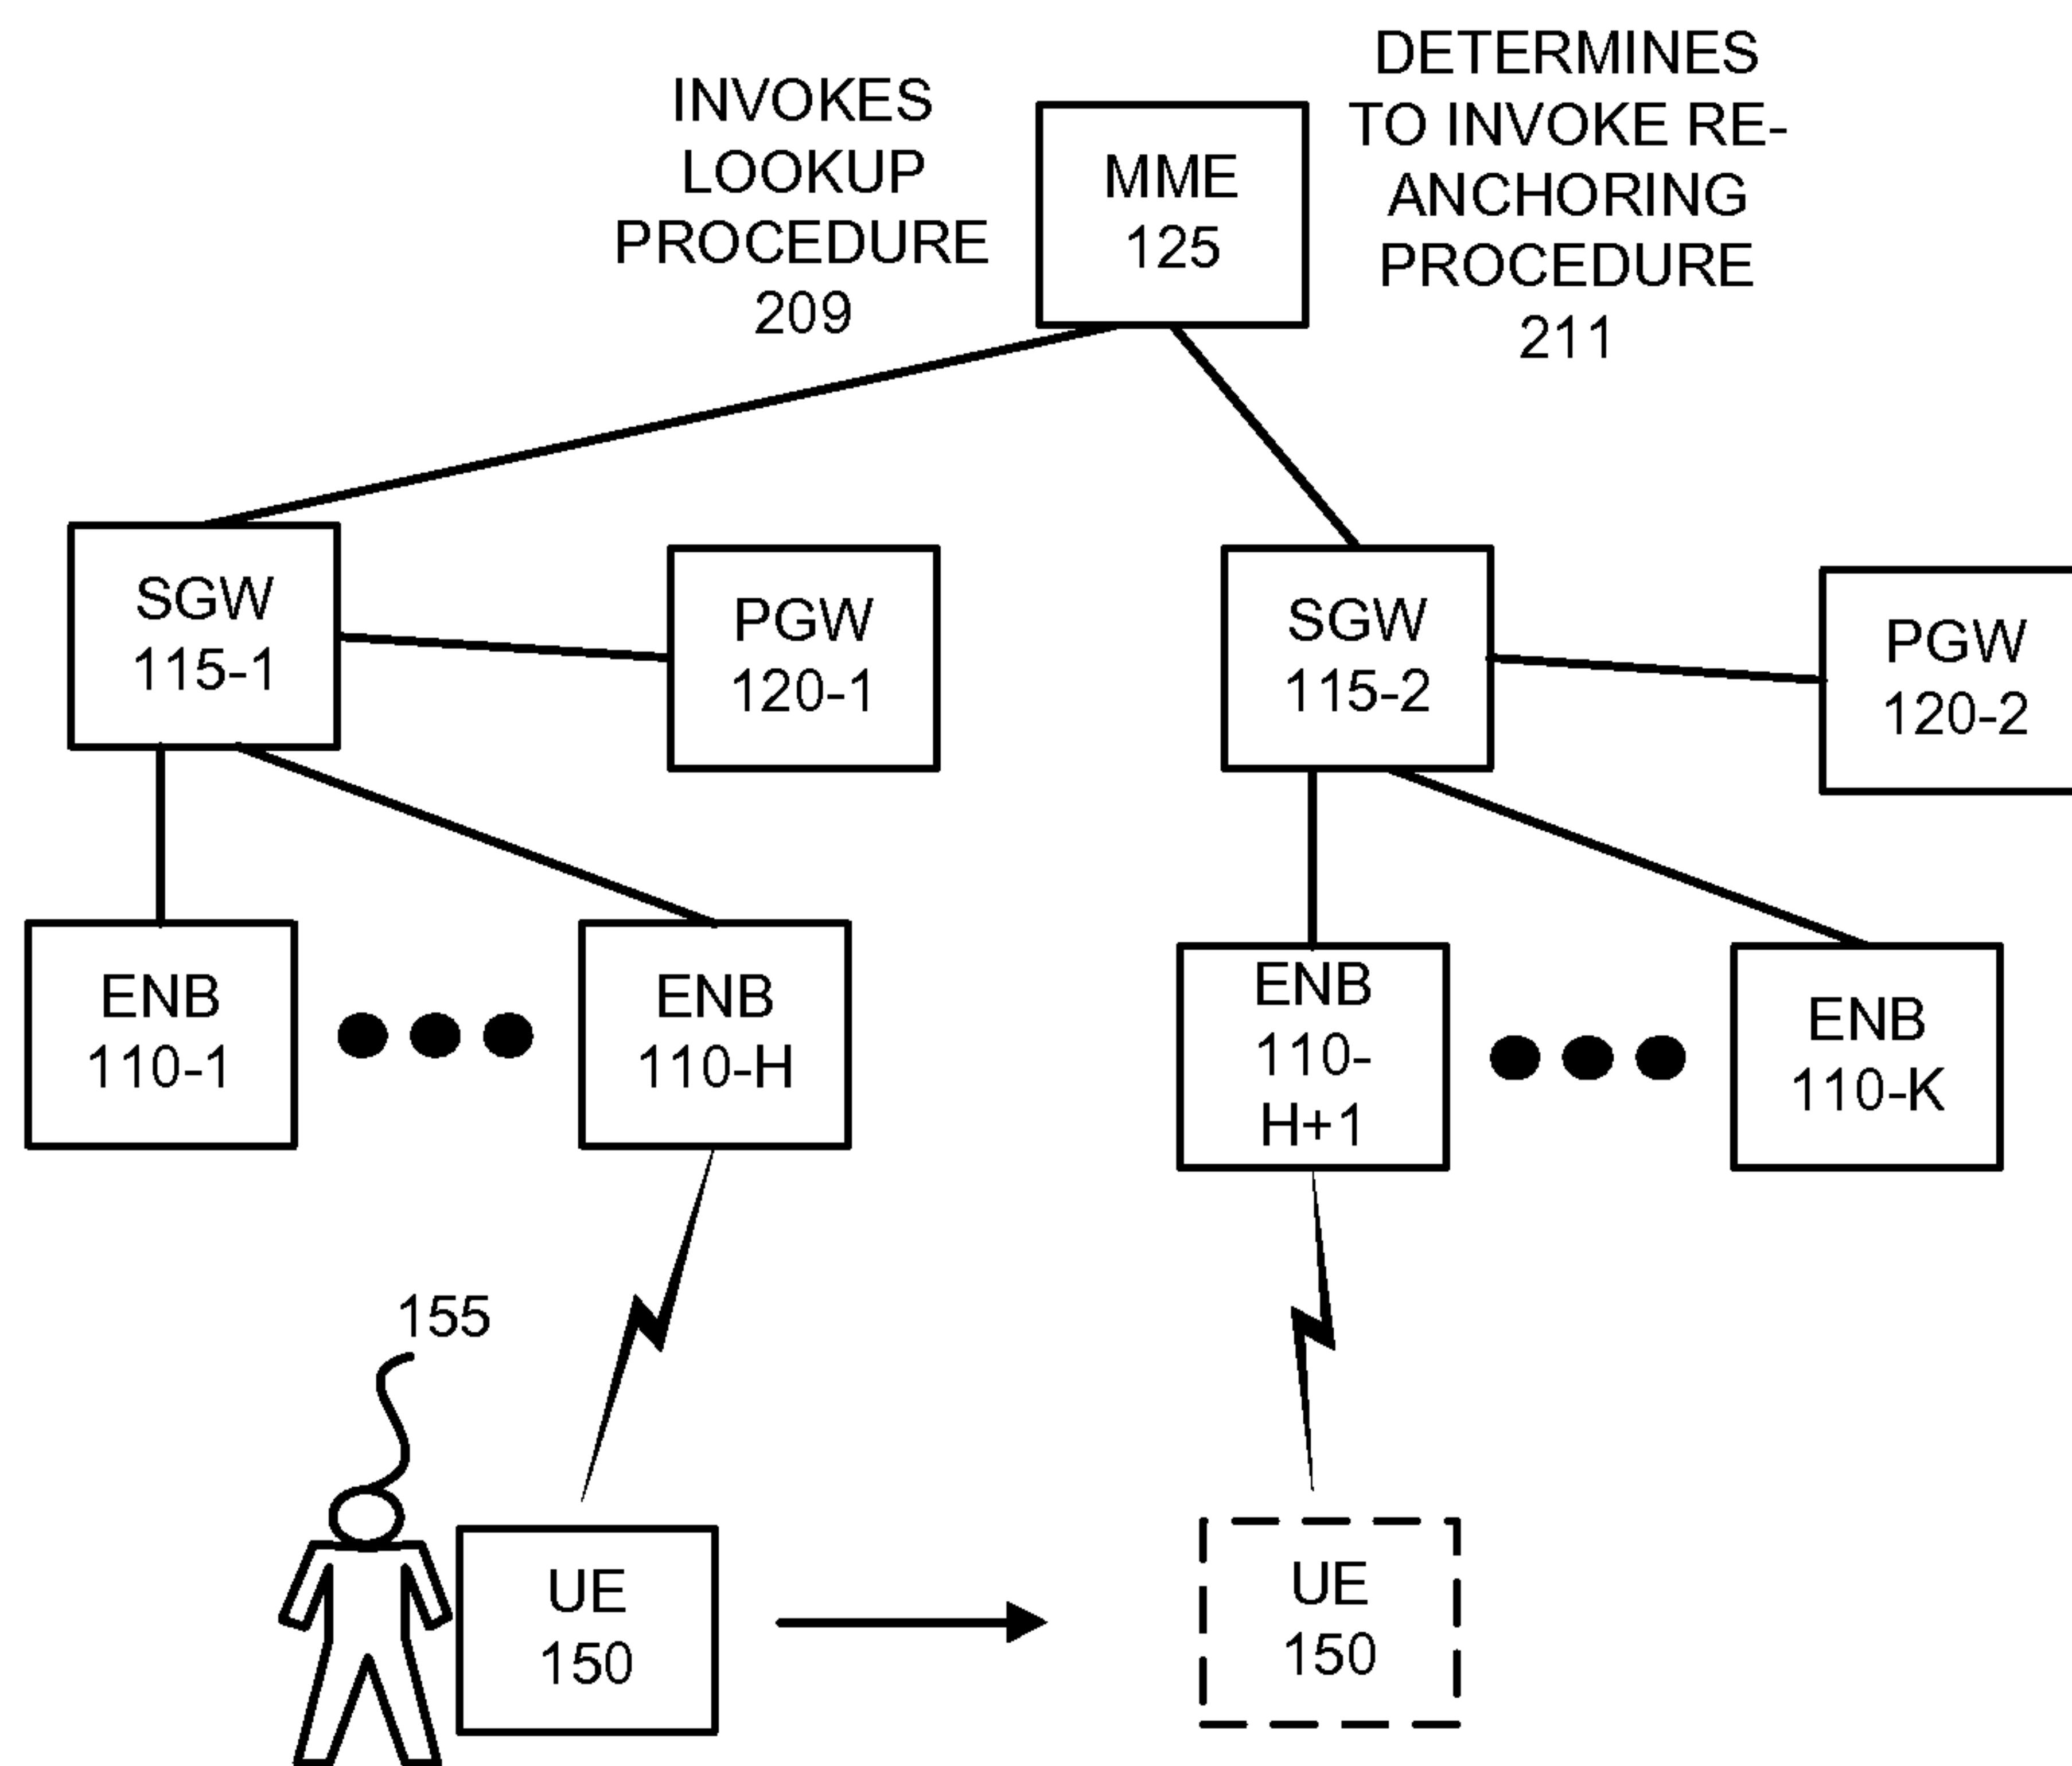 INVOKES
LOOKUP
PROCEDURE
209
MME
125
DETERMINES
TO INVOKE RE-
ANCHORING
PROCEDURE
211
SGW
115-1
PGW
120-1
SGW
115-2
PGW
120-2
ENB
110-1
ENB
110-H
ENB
110-
H+1
ENB
110-K
155
UE
150
UE
150